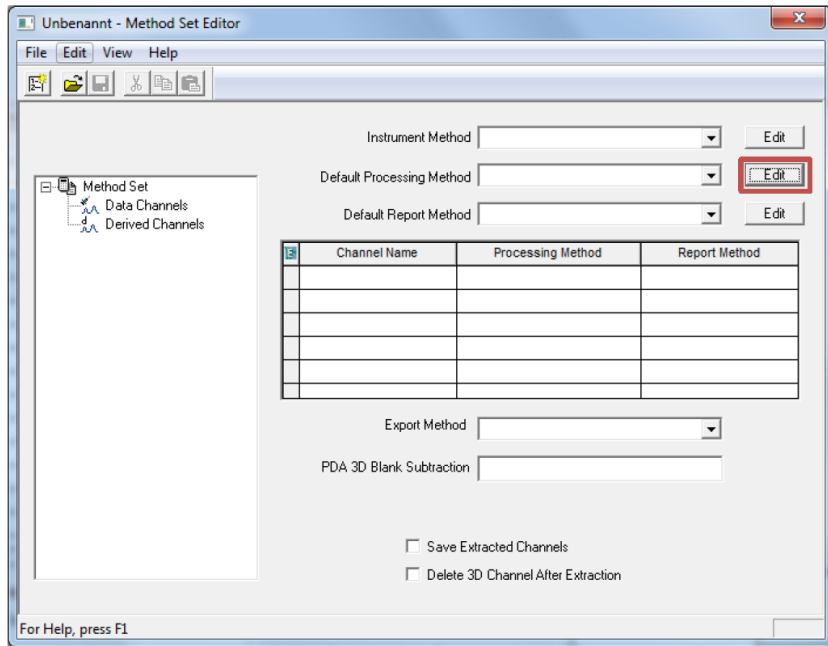 Unbenannt - Method Set Editor
File Edit View Help
Instrument Method Edit
Default Processing Method Edit
Default Report Method Edit
Method Set
Data Channels
Derived Channels
Channel Name Processing Method Report Method
Export Method
PDA 3D Blank Subtraction
Save Extracted Channels
Delete 3D Channel After Extraction
For Help, press F1